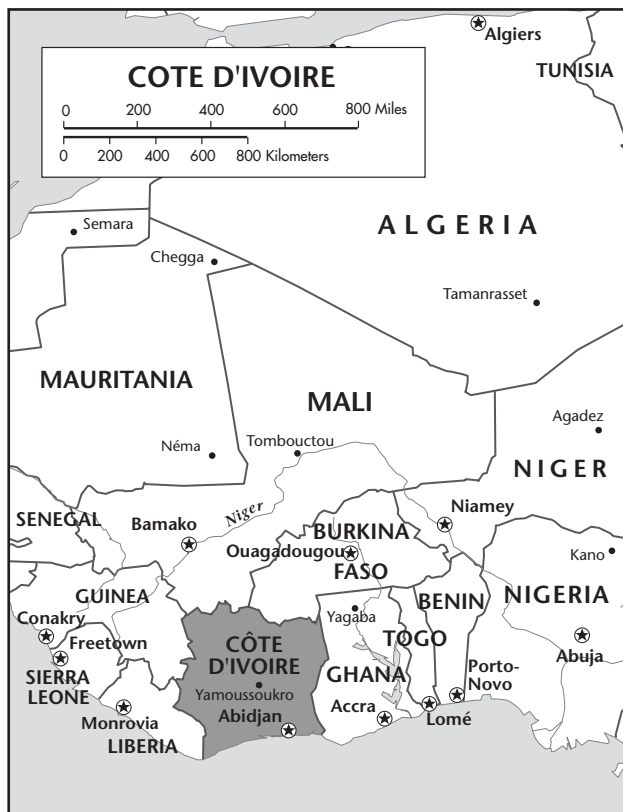 Algiers
TUNISIA
COTE D'IVOIRE
0 200 400 600 800 Miles
0 200 400 600 800 Kilometers
Semara
ALGERIA
Chegga
Tamanrasset
MAURITANIA
MALI
Agadez
Néma
Tombouctou
NIGER
Niger
SENEGAL
Bamako
BURKINA
Niamey
Ouagadougou
FASO
Kano
GUINEA
BENIN
NIGERIA
Yagaba
Conakry
Freetown
CÔTE
D'IVOIRE
TOGO
Abuja
SIERRA
LEONE
GHANA
Porto-
Novo
Yamoussoukro
Monrovia
Abidjan
Accra
Lomé
LIBERIA